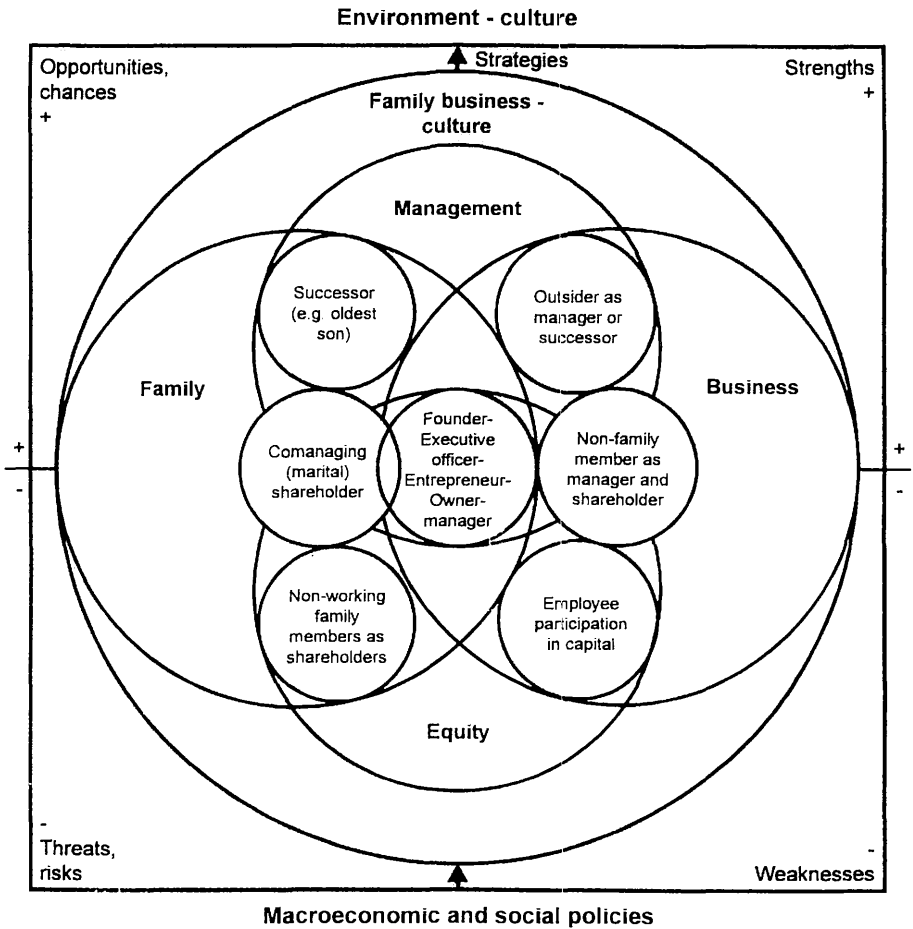 Environment - culture
Opportunities,
chances
+
Strategies
Strengths
+
Family business -
culture
Management
Successor
(e.g. oldest
son)
Outsider as
manager or
successor
Family
Business
+
-
Comanaging
(marital)
shareholder
Founder-
Executive
officer-
Entrepreneur-
Owner-
manager
Non-family
member as
manager and
shareholder
+
-
Non-working
family
members as
shareholders
Employee
participation
in capital
Equity
-
Threats,
risks
-
Weaknesses
Macroeconomic and social policies